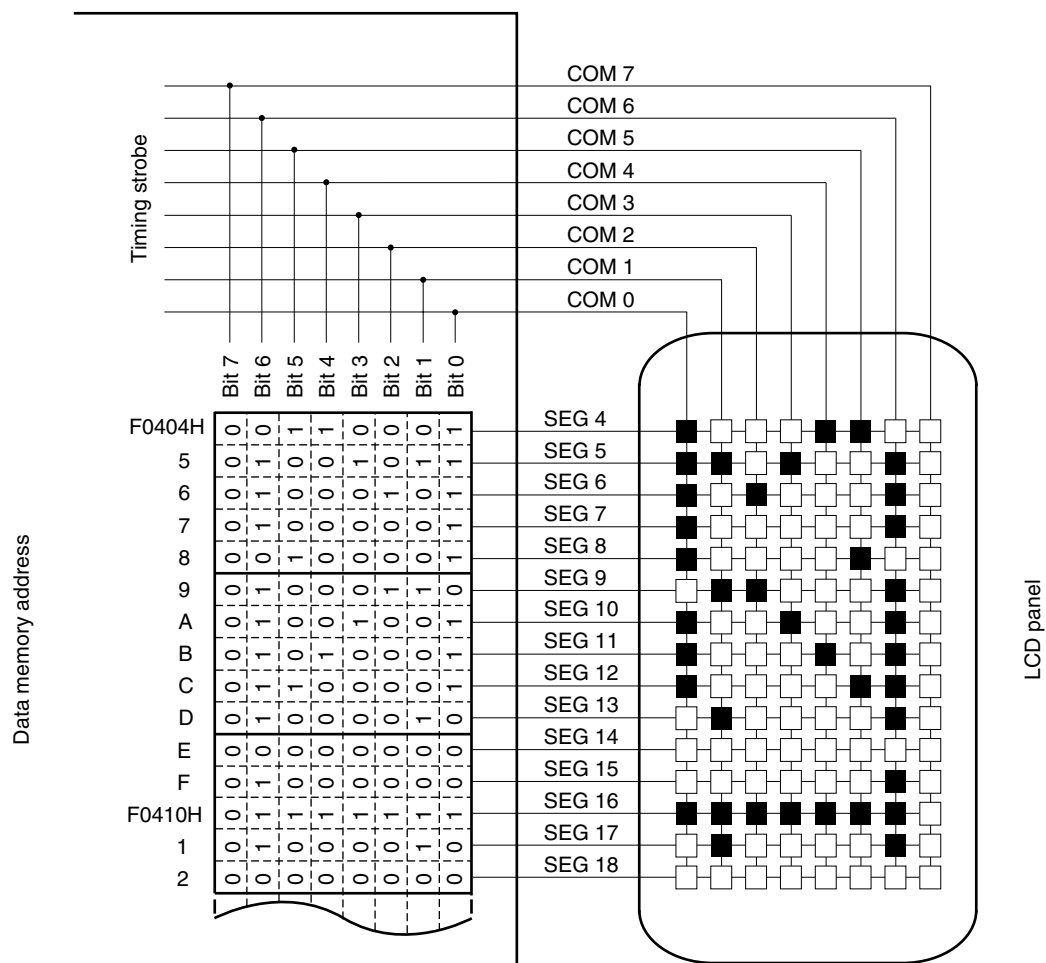 COM 7
COM 6
COM 5
COM 4
COM 3
COM 2
COM 1
COM 0
Timing strobe
Bit 7 Bit 6 Bit 5 Bit 4 Bit 3 Bit 2 Bit 1 Bit 0
F0404H 0 0 1 1 0 0 0 1 SEG 4
5 0 1 0 0 1 0 1 1 SEG 5
6 0 1 0 0 0 1 0 1 SEG 6
7 0 1 0 0 0 0 0 1 SEG 7
8 0 0 1 0 0 0 0 1 SEG 8
9 0 1 0 0 0 1 1 0 SEG 9
A 0 1 0 0 1 0 0 1 SEG 10
B 0 1 0 1 0 0 0 1 SEG 11
C 0 1 1 0 0 0 0 1 SEG 12
D 0 1 0 0 0 0 1 0 SEG 13
E 0 0 0 0 0 0 0 0 SEG 14
F 0 1 0 0 0 0 0 0 SEG 15
F0410H 0 1 1 1 1 1 1 1 SEG 16
1 0 1 0 0 0 0 1 0 SEG 17
2 0 0 0 0 0 0 0 0 SEG 18
Data memory address
LCD panel